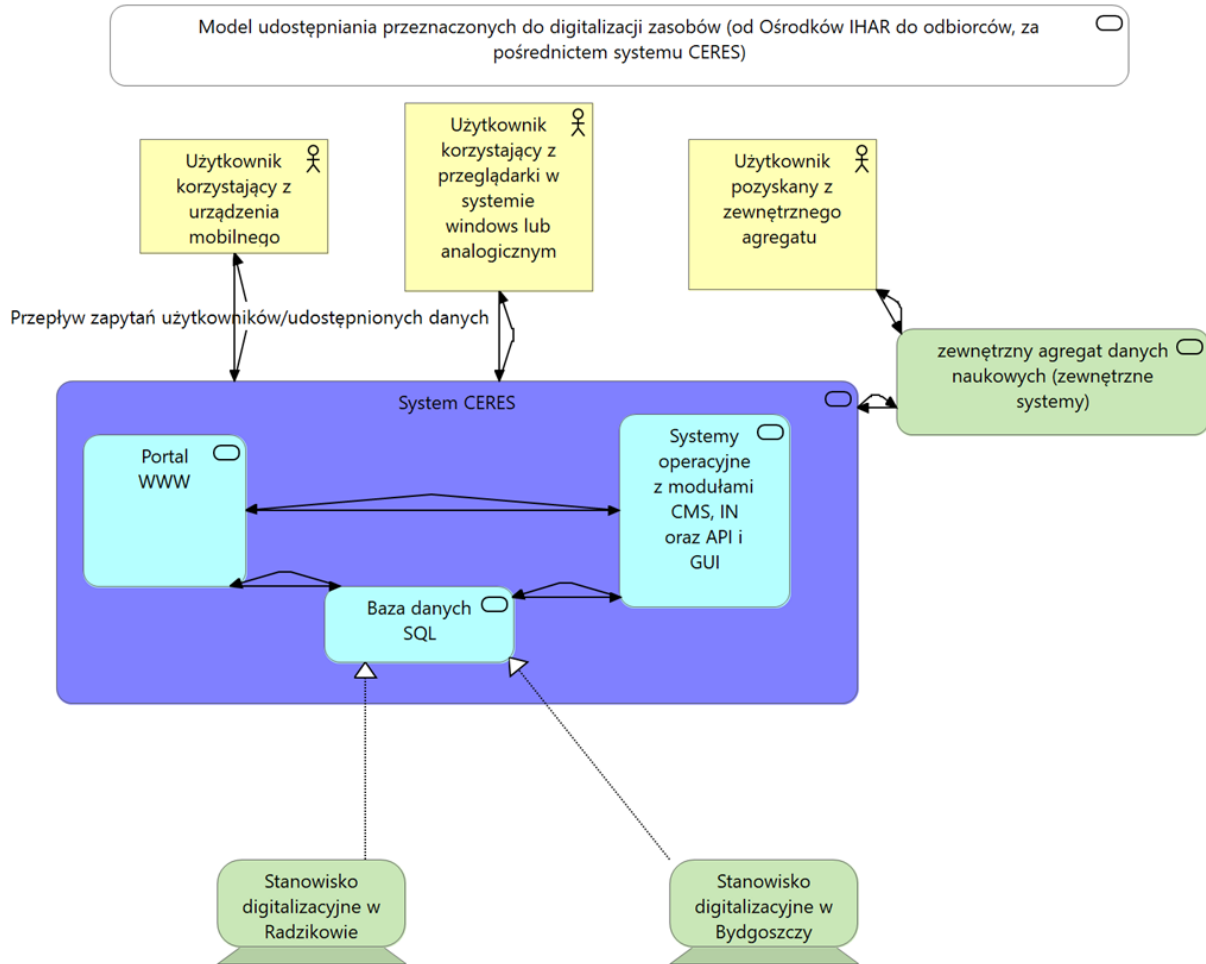 Model udostępniania przeznaczonych do digitalizacji zasobów (od Ośrodków IHAR do odbiorców, za
pośrednictem systemu CERES)
Użytkownik
korzystający z
urządzenia
mobilnego
Użytkownik
korzystający z
przeglądarki w
systemie
windows lub
analogicznym
Użytkownik
pozyskany z
zewnętrznego
agregatu
Przepływ zapytań użytkowników/udostępnionych danych
zewnętrzny agregat danych
naukowych (zewnętrzne
systemy)
System CERES
Portal
WWW
Systemy
operacyjne
z modułami
CMS, IN
oraz API i
GUI
Baza danych
SQL
Stanowisko
digitalizacyjne w
Radzikowie
Stanowisko
digitalizacyjne w
Bydgoszczy